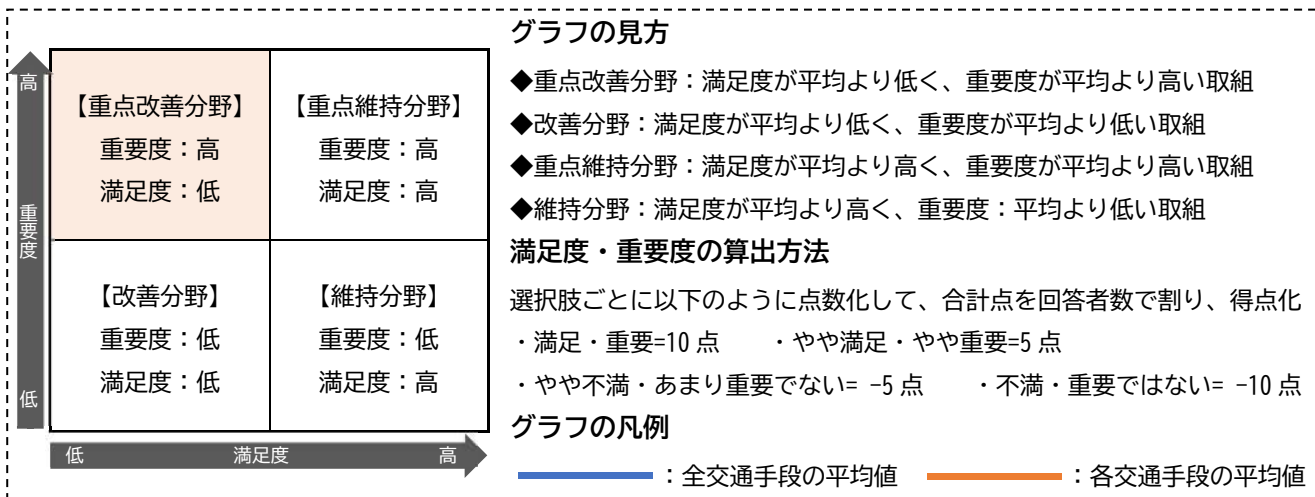 高
重要度
低
【重点改善分野】
重要度：高
満足度：低
【重点維持分野】
重要度：高
満足度：高
【改善分野】
重要度：低
満足度：低
【維持分野】
重要度：低
満足度：高
低 満足度 高
グラフの見方
◆重点改善分野：満足度が平均より低く、重要度が平均より高い取組
◆改善分野：満足度が平均より低く、重要度が平均より低い取組
◆重点維持分野：満足度が平均より高く、重要度が平均より高い取組
◆維持分野：満足度が平均より高く、重要度：平均より低い取組
満足度・重要度の算出方法
選択肢ごとに以下のように点数化して、合計点を回答者数で割り、得点化
・満足・重要=10 点 ・やや満足・やや重要=5 点
・やや不満・あまり重要でない= -5 点 ・不満・重要ではない= -10 点
グラフの凡例
：全交通手段の平均値 ：各交通手段の平均値